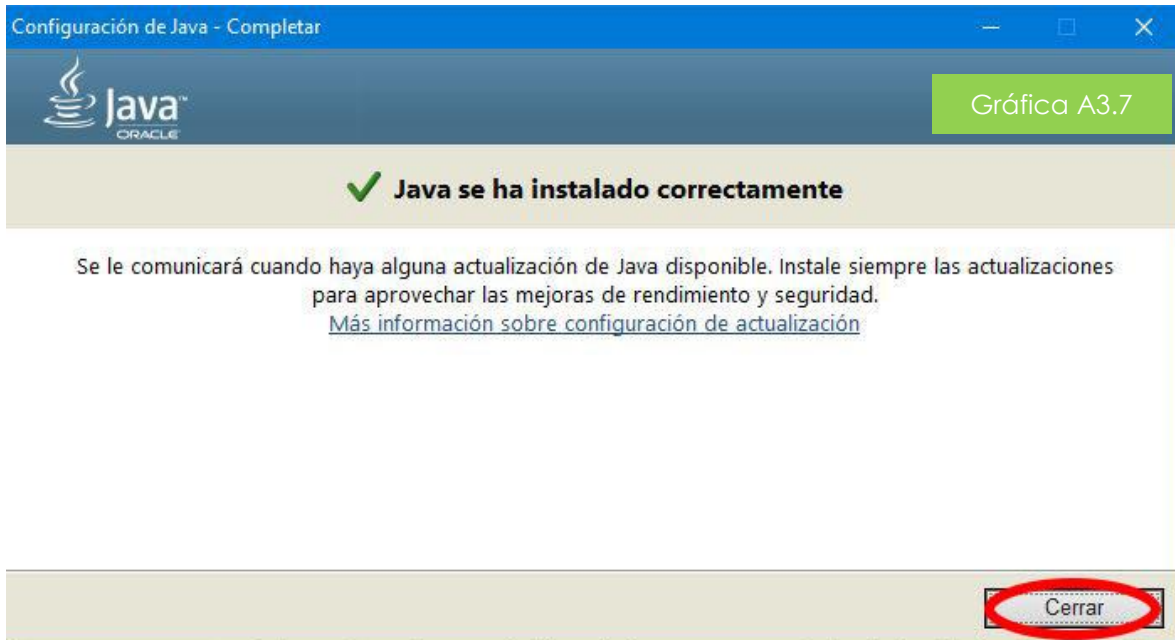 Configuración de Java - Completar
Java™
ORACLE
Gráfica A3.7
Java se ha instalado correctamente
Se le comunicará cuando haya alguna actualización de Java disponible. Instale siempre las actualizaciones
para aprovechar las mejoras de rendimiento y seguridad.
Más información sobre configuración de actualización
Cerrar